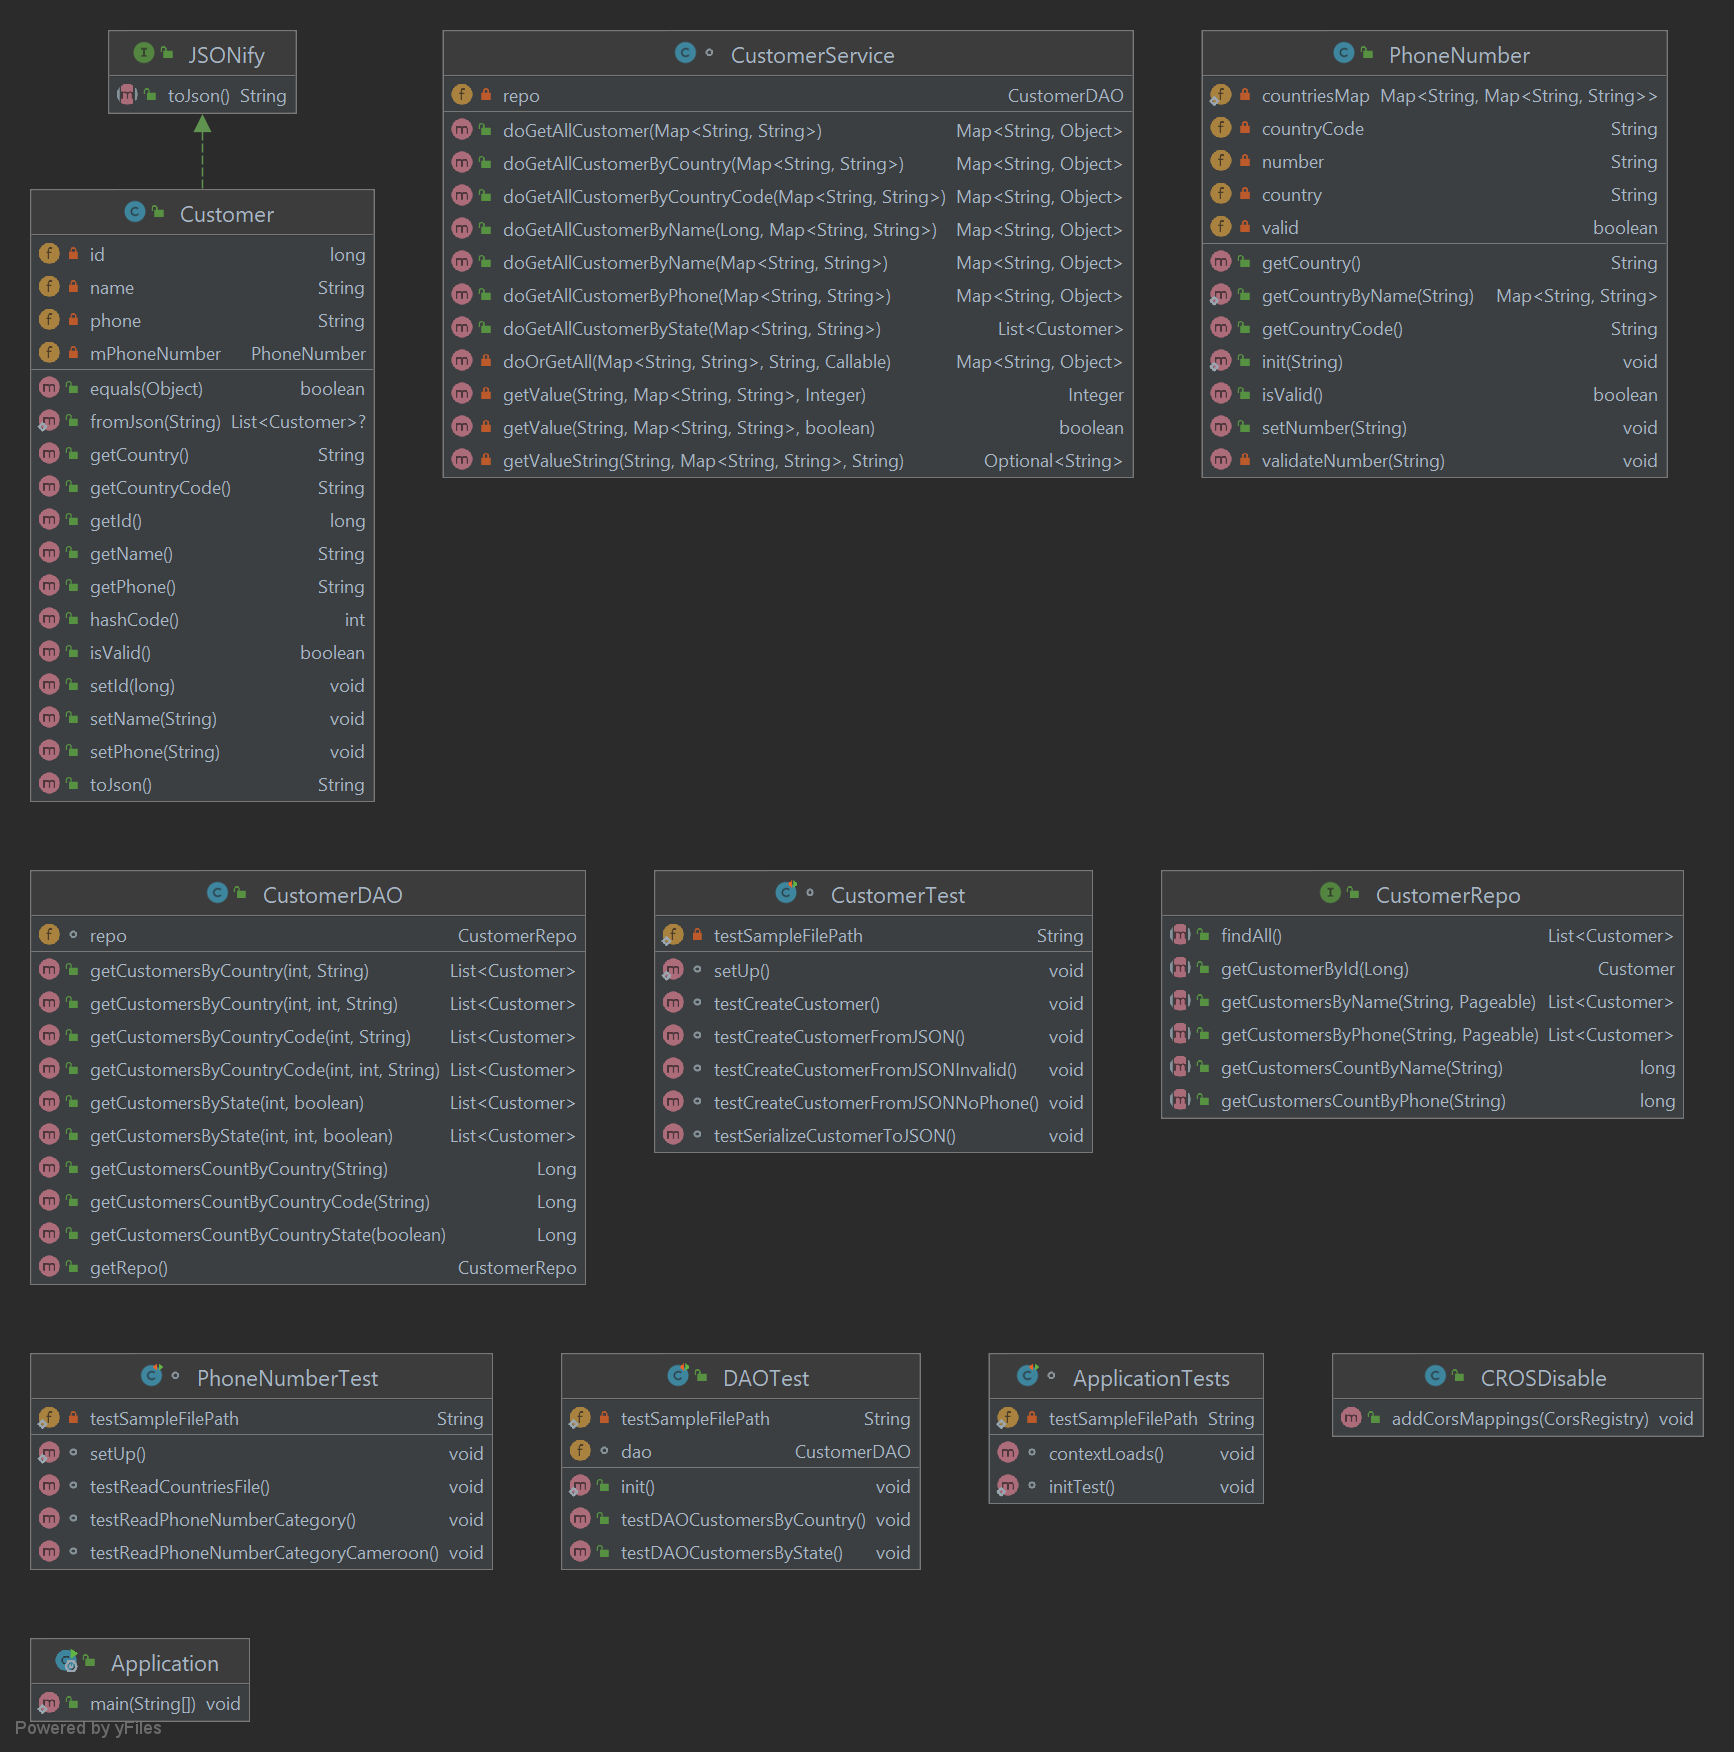 JSONify
toJson() String
Customer
id long
name String
phone String
mPhoneNumber PhoneNumber
equals(Object) boolean
fromJson(String) List<Customer>?
getCountry() String
getCountryCode() String
getId() long
getName() String
getPhone() String
hashCode() int
isValid() boolean
setId(long) void
setName(String) void
setPhone(String) void
toJson() String
CustomerService
repo CustomerDAO
doGetAllCustomer(Map<String, String>) Map<String, Object>
doGetAllCustomerByCountry(Map<String, String>) Map<String, Object>
doGetAllCustomerByCountryCode(Map<String, String>) Map<String, Object>
doGetAllCustomerByName(Long, Map<String, String>) Map<String, Object>
doGetAllCustomerByName(Map<String, String>) Map<String, Object>
doGetAllCustomerByPhone(Map<String, String>) Map<String, Object>
doGetAllCustomerByState(Map<String, String>) List<Customer>
doOrGetAll(Map<String, String>, String, Callable) Map<String, Object>
getValue(String, Map<String, String>, Integer) Integer
getValue(String, Map<String, String>, boolean) boolean
getValueString(String, Map<String, String>, String) Optional<String>
PhoneNumber
countriesMap Map<String, Map<String, String>>
countryCode String
number String
country String
valid boolean
getCountry() String
getCountryByName(String) Map<String, String>
getCountryCode() String
init(String) void
isValid() boolean
setNumber(String) void
validateNumber(String) void
CustomerDAO
repo CustomerRepo
getCustomersByCountry(int, String) List<Customer>
getCustomersByCountry(int, int, String) List<Customer>
getCustomersByCountryCode(int, String) List<Customer>
getCustomersByCountryCode(int, int, String) List<Customer>
getCustomersByState(int, boolean) List<Customer>
getCustomersByState(int, int, boolean) List<Customer>
getCustomersCountByCountry(String) Long
getCustomersCountByCountryCode(String) Long
getCustomersCountByCountryState(boolean) Long
getRepo() CustomerRepo
CustomerTest
testSampleFilePath String
setUp() void
testCreateCustomer() void
testCreateCustomerFromJSON() void
testCreateCustomerFromJSONInvalid() void
testCreateCustomerFromJSONNoPhone() void
testSerializeCustomerToJSON() void
CustomerRepo
findAll() List<Customer>
getCustomerById(Long) Customer
getCustomersByName(String, Pageable) List<Customer>
getCustomersByPhone(String, Pageable) List<Customer>
getCustomersCountByName(String) long
getCustomersCountByPhone(String) long
PhoneNumberTest
testSampleFilePath String
setUp() void
testReadCountriesFile() void
testReadPhoneNumberCategory() void
testReadPhoneNumberCategoryCameroon() void
DAOTest
testSampleFilePath String
dao CustomerDAO
init() void
testDAOCustomersByCountry() void
testDAOCustomersByState() void
ApplicationTests
testSampleFilePath String
contextLoads() void
initTest() void
CROSDisable
addCorsMappings(CorsRegistry) void
Application
main(String[]) void
Powered by yFiles